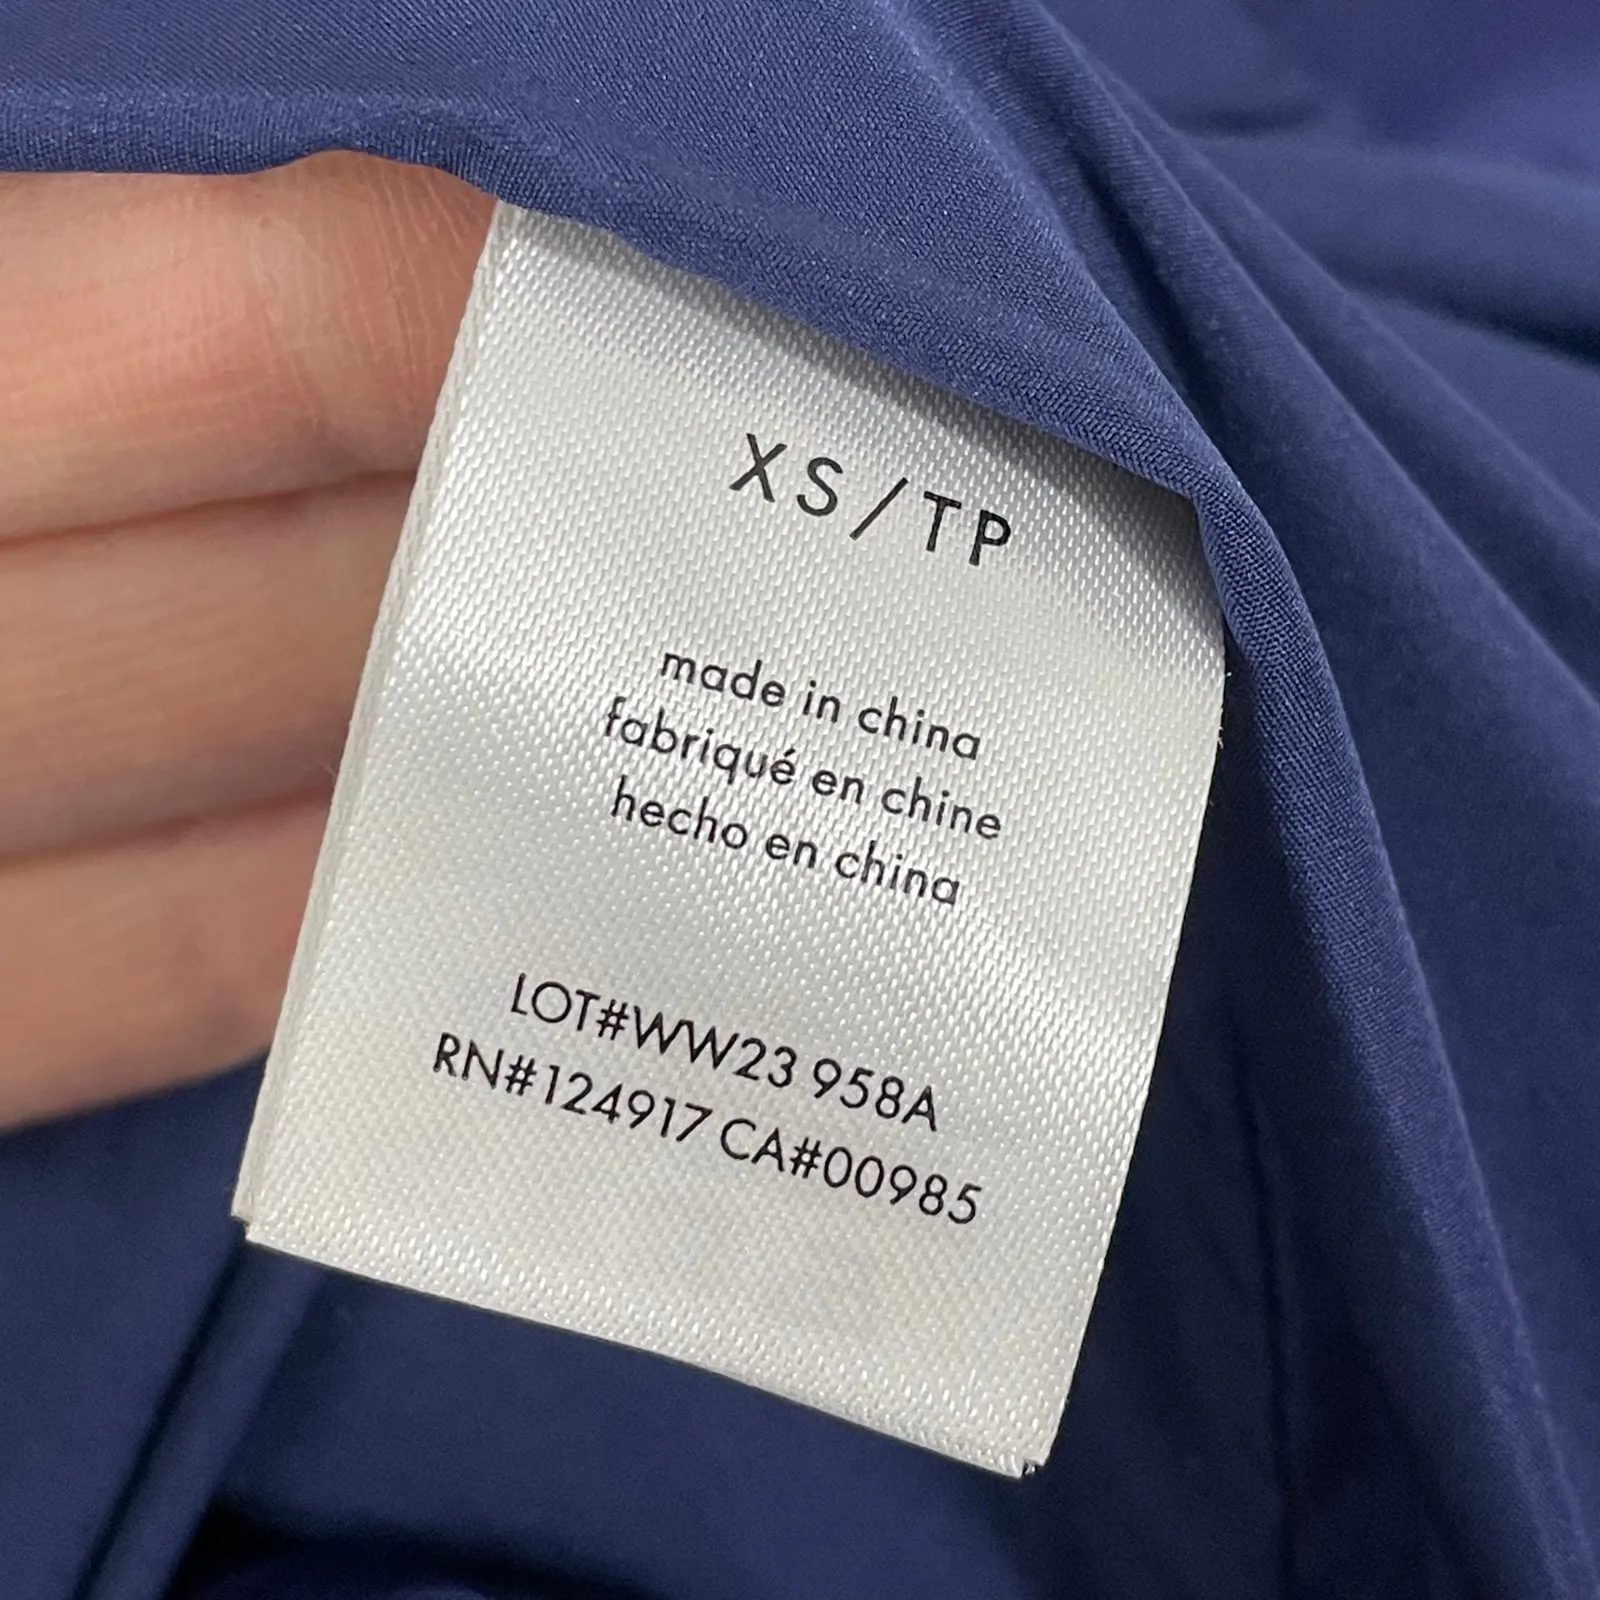 XS/TP
made in china
fabriqué en chine
hecho en china
LOT#WW23 958A
RN#124917 CA#00985